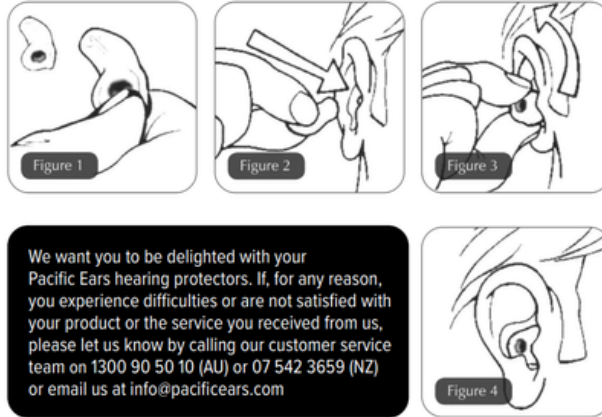 Figure 1
Figure 2
Figure 3
We want you to be delighted with your
Pacific Ears hearing protectors. If, for any reason,
you experience difficulties or are not satisfied with
your product or the service you received from us,
please let us know by calling our customer service
team on 1300 90 50 10 (AU) or 07 542 3659 (NZ)
or email us at info@pacificears.com
Figure 4